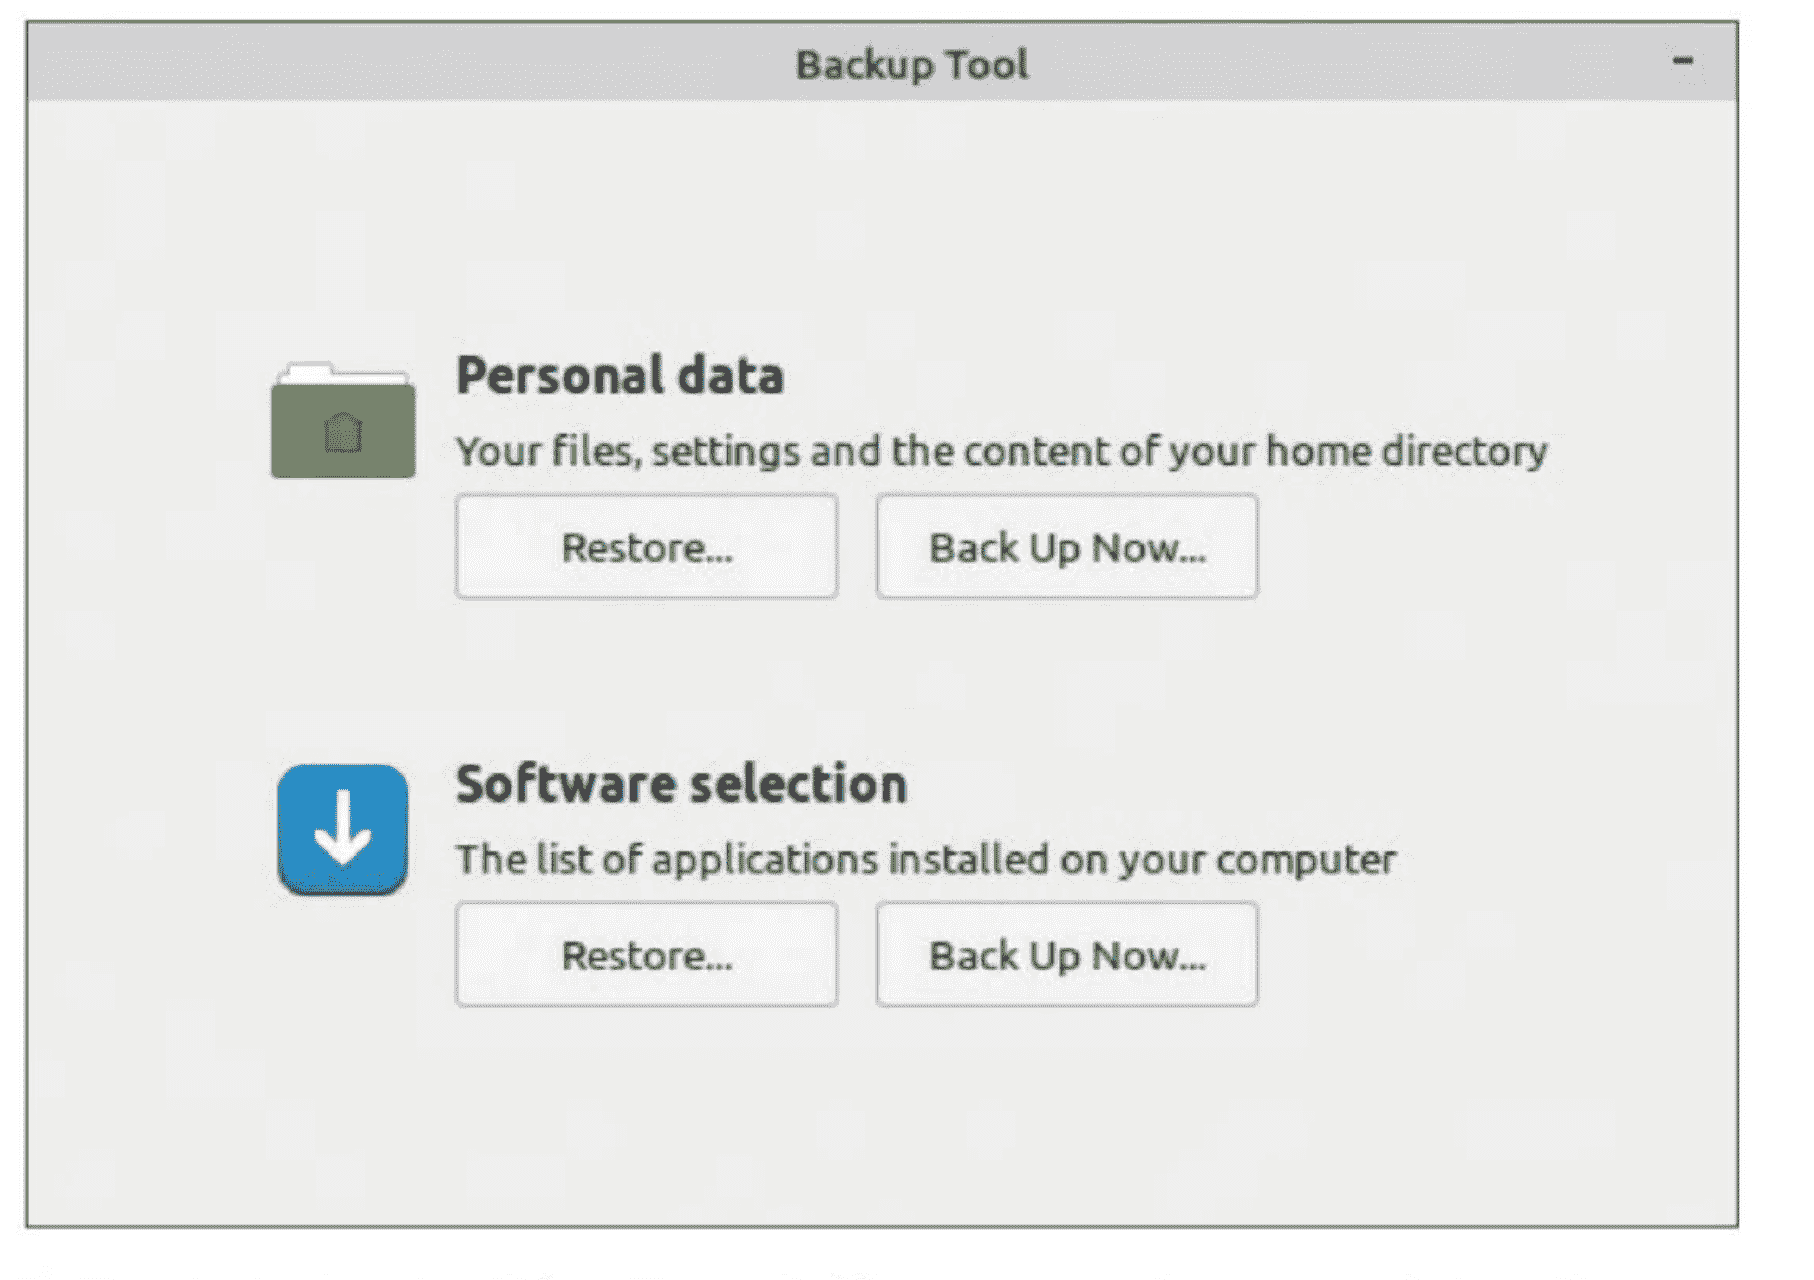 Backup Tool
Personal data
Your files, settings and the content of your home directory
Restore...
Back Up Now...
Software selection
The list of applications installed on your computer
Restore...
Back Up Now...